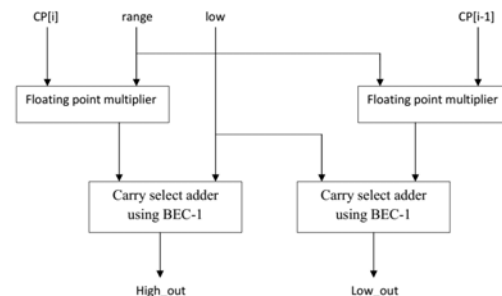 CP[i] range low CP[i-1]
Floating point multiplier Floating point multiplier
Carry select adder Carry select adder
using BEC-1 using BEC-1
High_out Low_out